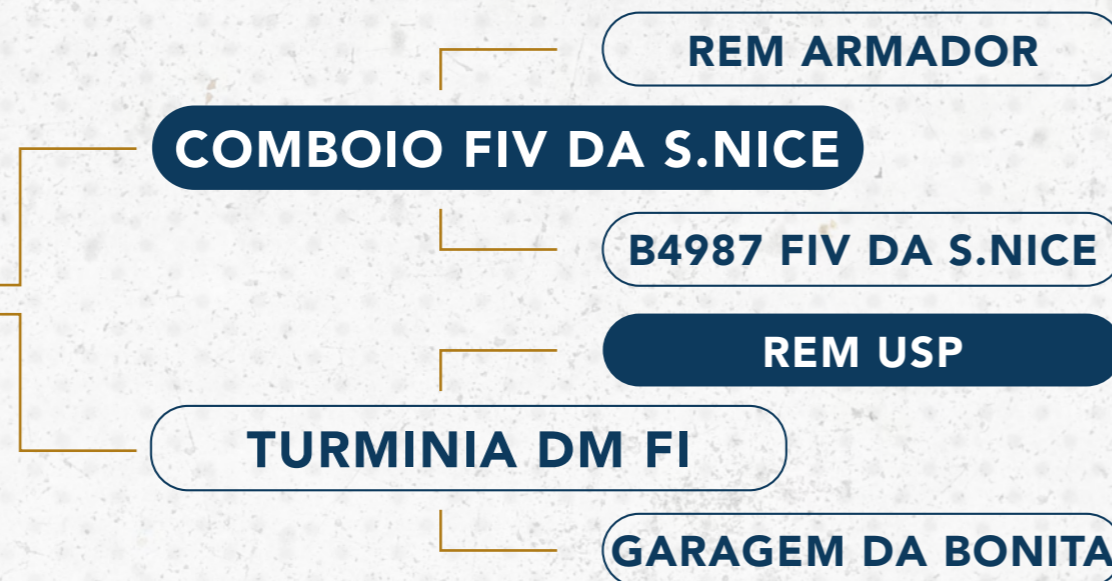 REM ARMADOR
COMBOIO FIV DA S.NICE
B4987 FIV DA S.NICE
REM USP
TURMINIA DM FI
GARAGEM DA BONITA